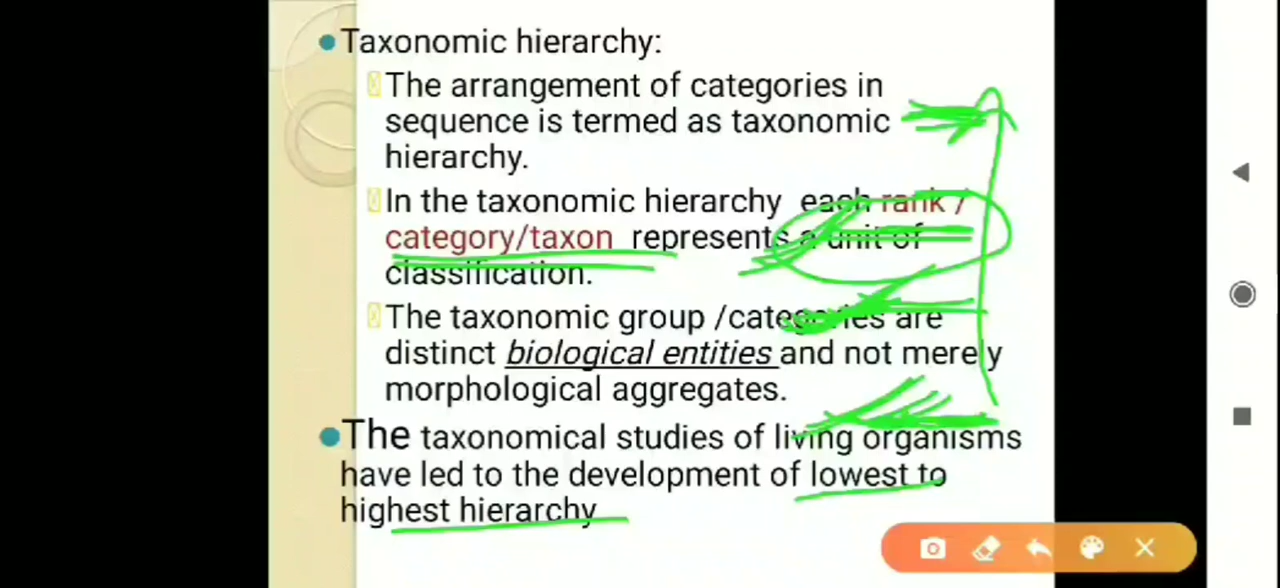 Taxonomic hierarchy:
The arrangement of categories in
sequence is termed as taxonomic
hierarchy.
In the taxonomic hierarchy each rank /
category/taxon represents a unit of
classification.
The taxonomic group /categories are
distinct biological entities and not merely
morphological aggregates.
The taxonomical studies of living organisms
have led to the development of lowest to
highest hierarchy